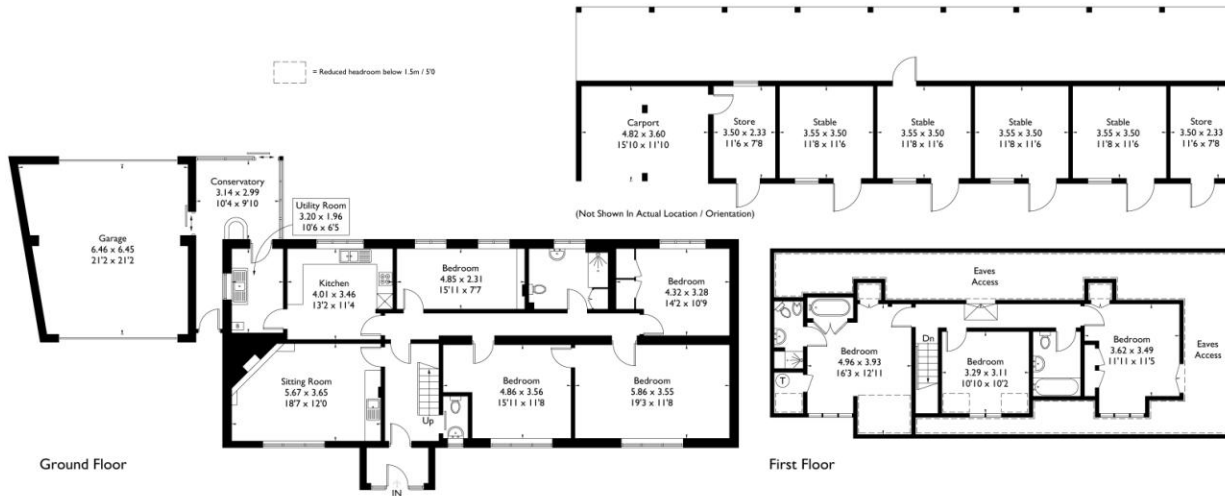 = Reduced headroom below 1.5m / 5'0
Carport
4.82 x 3.60
15'10 x 11'10
Store
3.50 x 2.33
11'6 x 7'8
Stable
3.55 x 3.50
11'8 x 11'6
Stable
3.55 x 3.50
11'8 x 11'6
Stable
3.55 x 3.50
11'8 x 11'6
Stable
3.55 x 3.50
11'8 x 11'6
Store
3.50 x 2.33
11'6 x 7'8
(Not Shown In Actual Location / Orientation)
Conservatory
3.14 x 2.99
10'4 x 9'10
Utility Room
3.20 x 1.96
10'6 x 6'5
Garage
6.46 x 6.45
21'2 x 21'2
Kitchen
4.01 x 3.46
13'2 x 11'4
Bedroom
4.85 x 2.31
15'11 x 7'7
Bedroom
4.32 x 3.28
14'2 x 10'9
Sitting Room
5.67 x 3.65
18'7 x 12'0
Up
Bedroom
4.86 x 3.56
15'11 x 11'8
Bedroom
5.86 x 3.55
19'3 x 11'8
IN
Ground Floor
Eaves
Access
Eaves
Access
T
Bedroom
4.96 x 3.93
16'3 x 12'11
Dn
Bedroom
3.29 x 3.11
10'10 x 10'2
Bedroom
3.62 x 3.49
11'11 x 11'5
First Floor